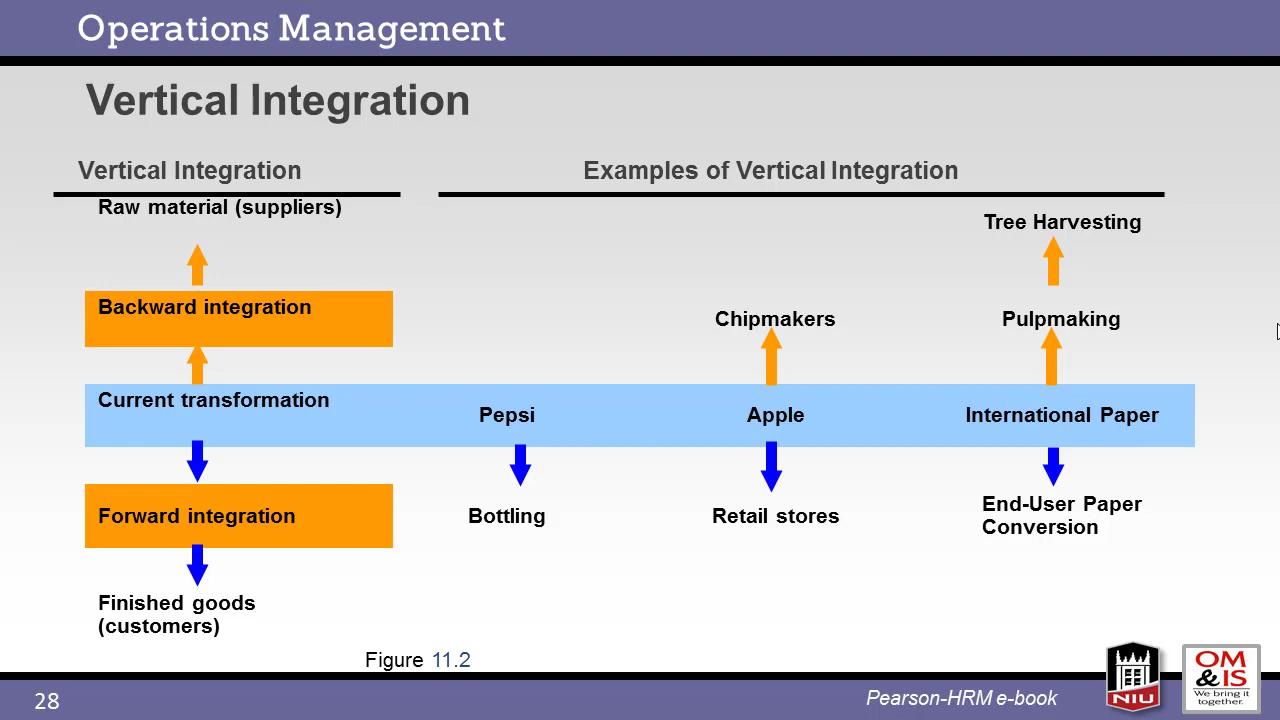 Operations Management
Vertical Integration
Vertical Integration
Examples of Vertical Integration
Raw material (suppliers)
Tree Harvesting
Backward integration
Chipmakers
Pulpmaking
Current transformation
Pepsi
Apple
International Paper
Forward integration
Bottling
Retail stores
End-User Paper
Conversion
Finished goods
(customers)
Figure 11.2
28
Pearson-HRM e-book
NIU
OM
&IS
We bring it
together.